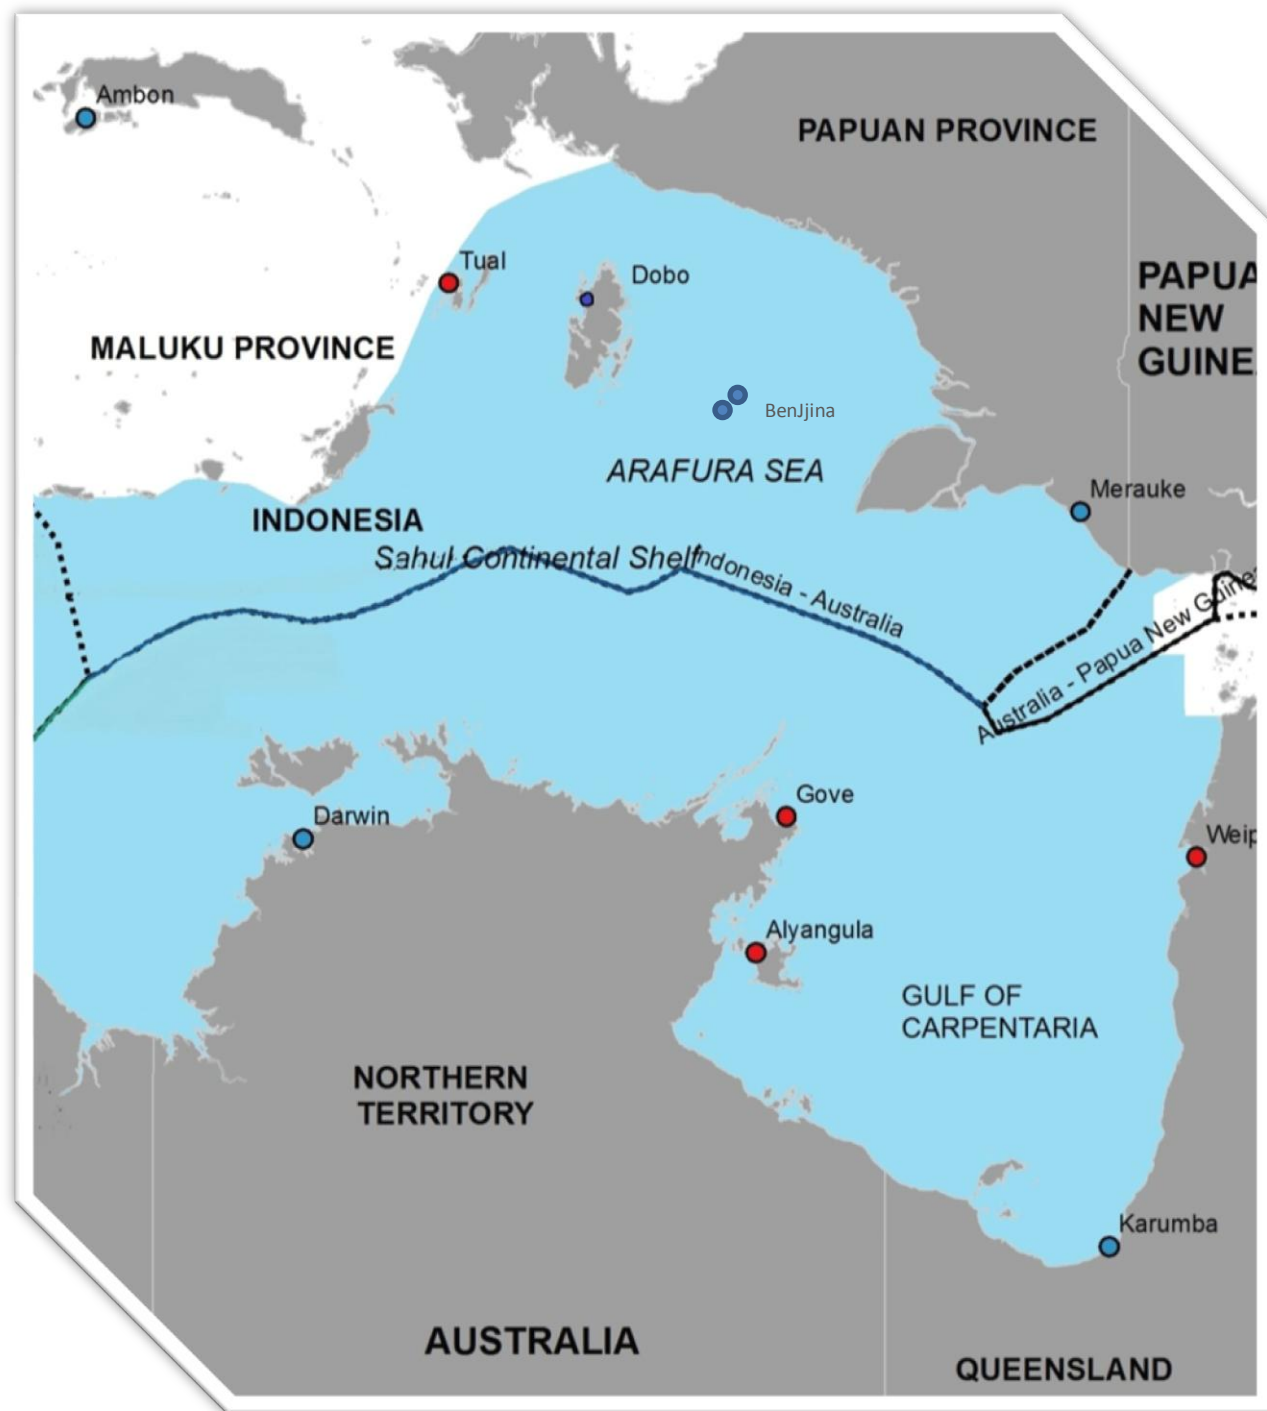 Ambon
PAPUAN PROVINCE
Tual
Dobo
PAPUA
NEW
GUINE
MALUKU PROVINCE
BenJjina
ARAFURA SEA
Merauke
INDONESIA
Sahul Continental Shelf
Indonesia - Australia
Australia - Papua New Guine
Gove
Darwin
Weip
Alyangula
GULF OF
CARPENTARIA
NORTHERN
TERRITORY
Karumba
AUSTRALIA
QUEENSLAND